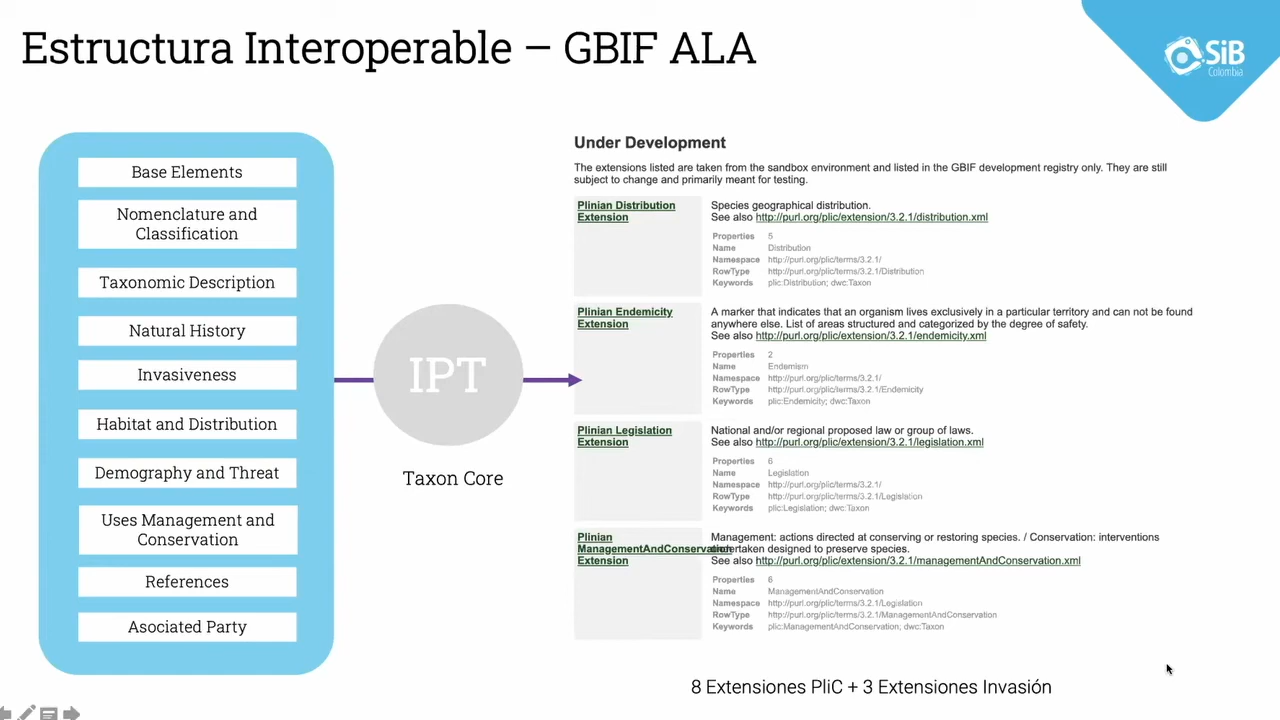 Estructura Interoperable – GBIF ALA
SiB
Colombia
Base Elements
Nomenclature and
Classification
Taxonomic Description
Natural History
Invasiveness
Habitat and Distribution
Demography and Threat
Uses Management and
Conservation
References
Asociated Party
IPT
Taxon Core
Under Development
The extensions listed are taken from the sandbox environment and listed in the GBIF development registry only. They are still
subject to change and primarily meant for testing.
Plinian Distribution
Extension
Species geographical distribution.
See also http://purl.org/plic/extension/3.2.1/distribution.xml
Properties 5
Name Distribution
Namespace http://purl.org/plic/terms/3.2.1/
RowType http://purl.org/plic/terms/3.2.1/Distribution
Keywords plic:Distribution; dwc:Taxon
Plinian Endemicity
Extension
A marker that indicates that an organism lives exclusively in a particular territory and can not be found
anywhere else. List of areas structured and categorized by the degree of safety.
See also http://purl.org/plic/extension/3.2.1/endemicity.xml
Properties 2
Name Endemism
Namespace http://purl.org/plic/terms/3.2.1/
RowType http://purl.org/plic/terms/3.2.1/Endemicity
Keywords plic:Endemicity; dwc:Taxon
Plinian Legislation
Extension
National and/or regional proposed law or group of laws.
See also http://purl.org/plic/extension/3.2.1/legislation.xml
Properties 6
Name Legislation
Namespace http://purl.org/plic/terms/3.2.1/
RowType http://purl.org/plic/terms/3.2.1/Legislation
Keywords plic:Legislation; dwc:Taxon
Plinian
ManagementAndConservation
Extension
Management: actions directed at conserving or restoring species. / Conservation: interventions
undertaken designed to preserve species.
See also http://purl.org/plic/extension/3.2.1/managementAndConservation.xml
Properties 6
Name ManagementAndConservation
Namespace http://purl.org/plic/terms/3.2.1/Legislation
RowType http://purl.org/plic/terms/3.2.1/ManagementAndConservation
Keywords plic:ManagementAndConservation; dwc:Taxon
8 Extensiones PliC + 3 Extensiones Invasión